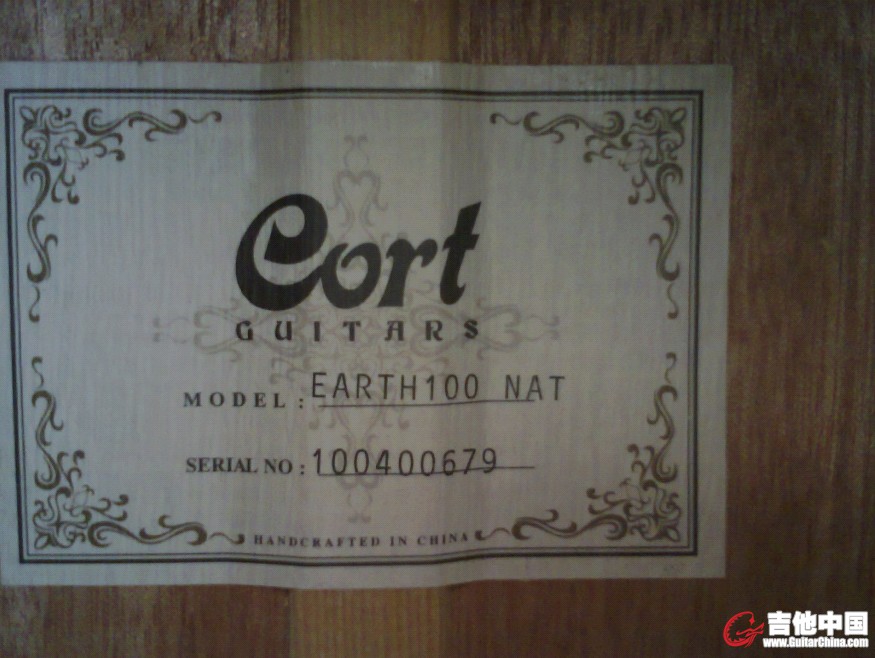 Cort
GUITARS
MODEL : EARTH100 NAT
SERIAL NO : 100400679
HANDCRAFTED IN CHINA
吉他中国
www.GuitarChina.com